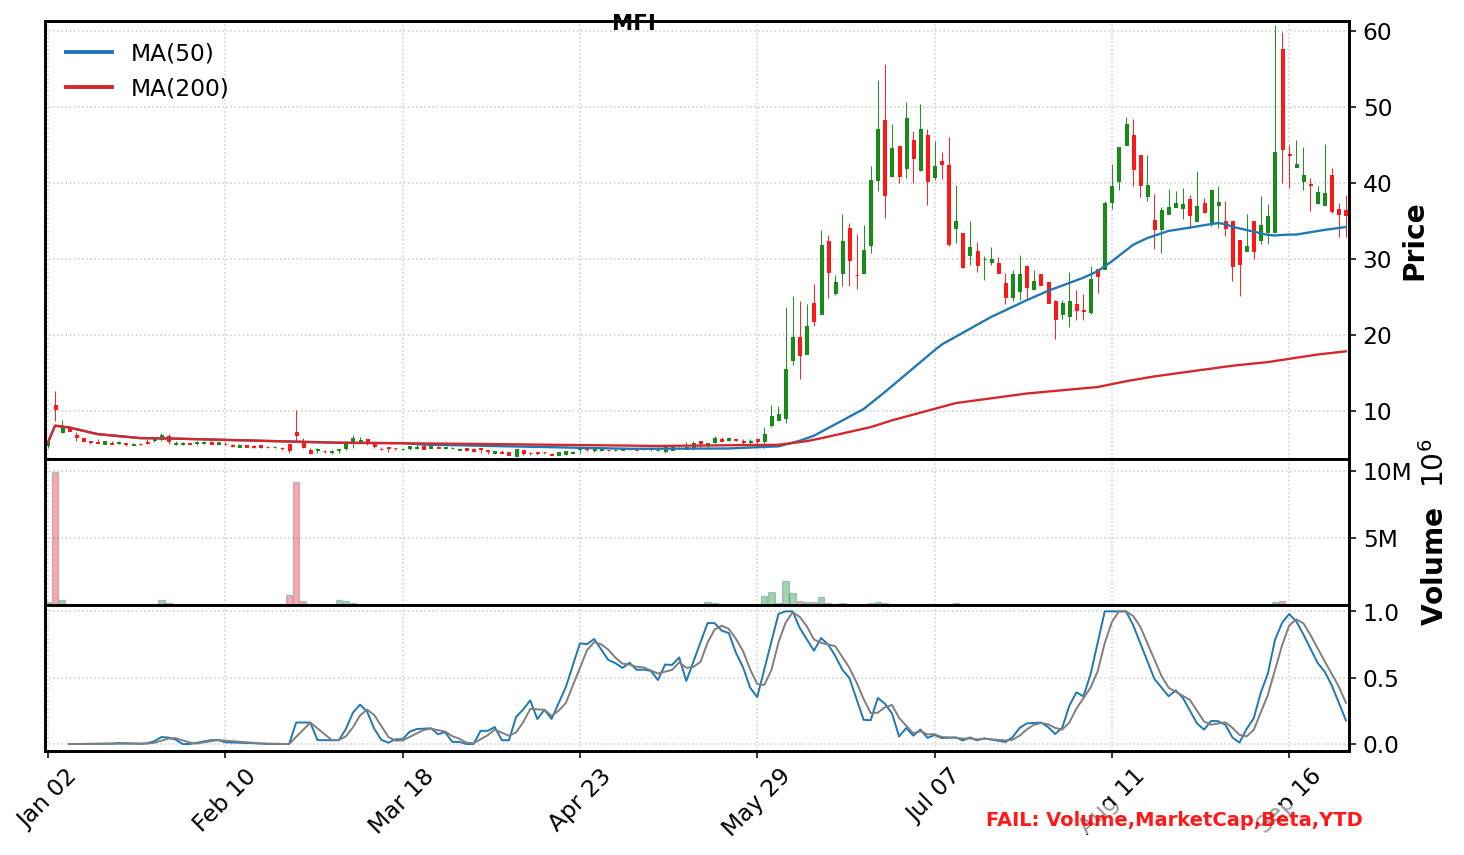 MFI
MA(50)
MA(200)
60
50
40
30
20
10
Price
10M
5M
Volume 10^6
1.0
0.5
0.0
Jan 02
Feb 10
Mar 18
Apr 23
May 29
Jul 07
Aug 11
Sep 16
FAIL: Volume,MarketCap,Beta,YTD